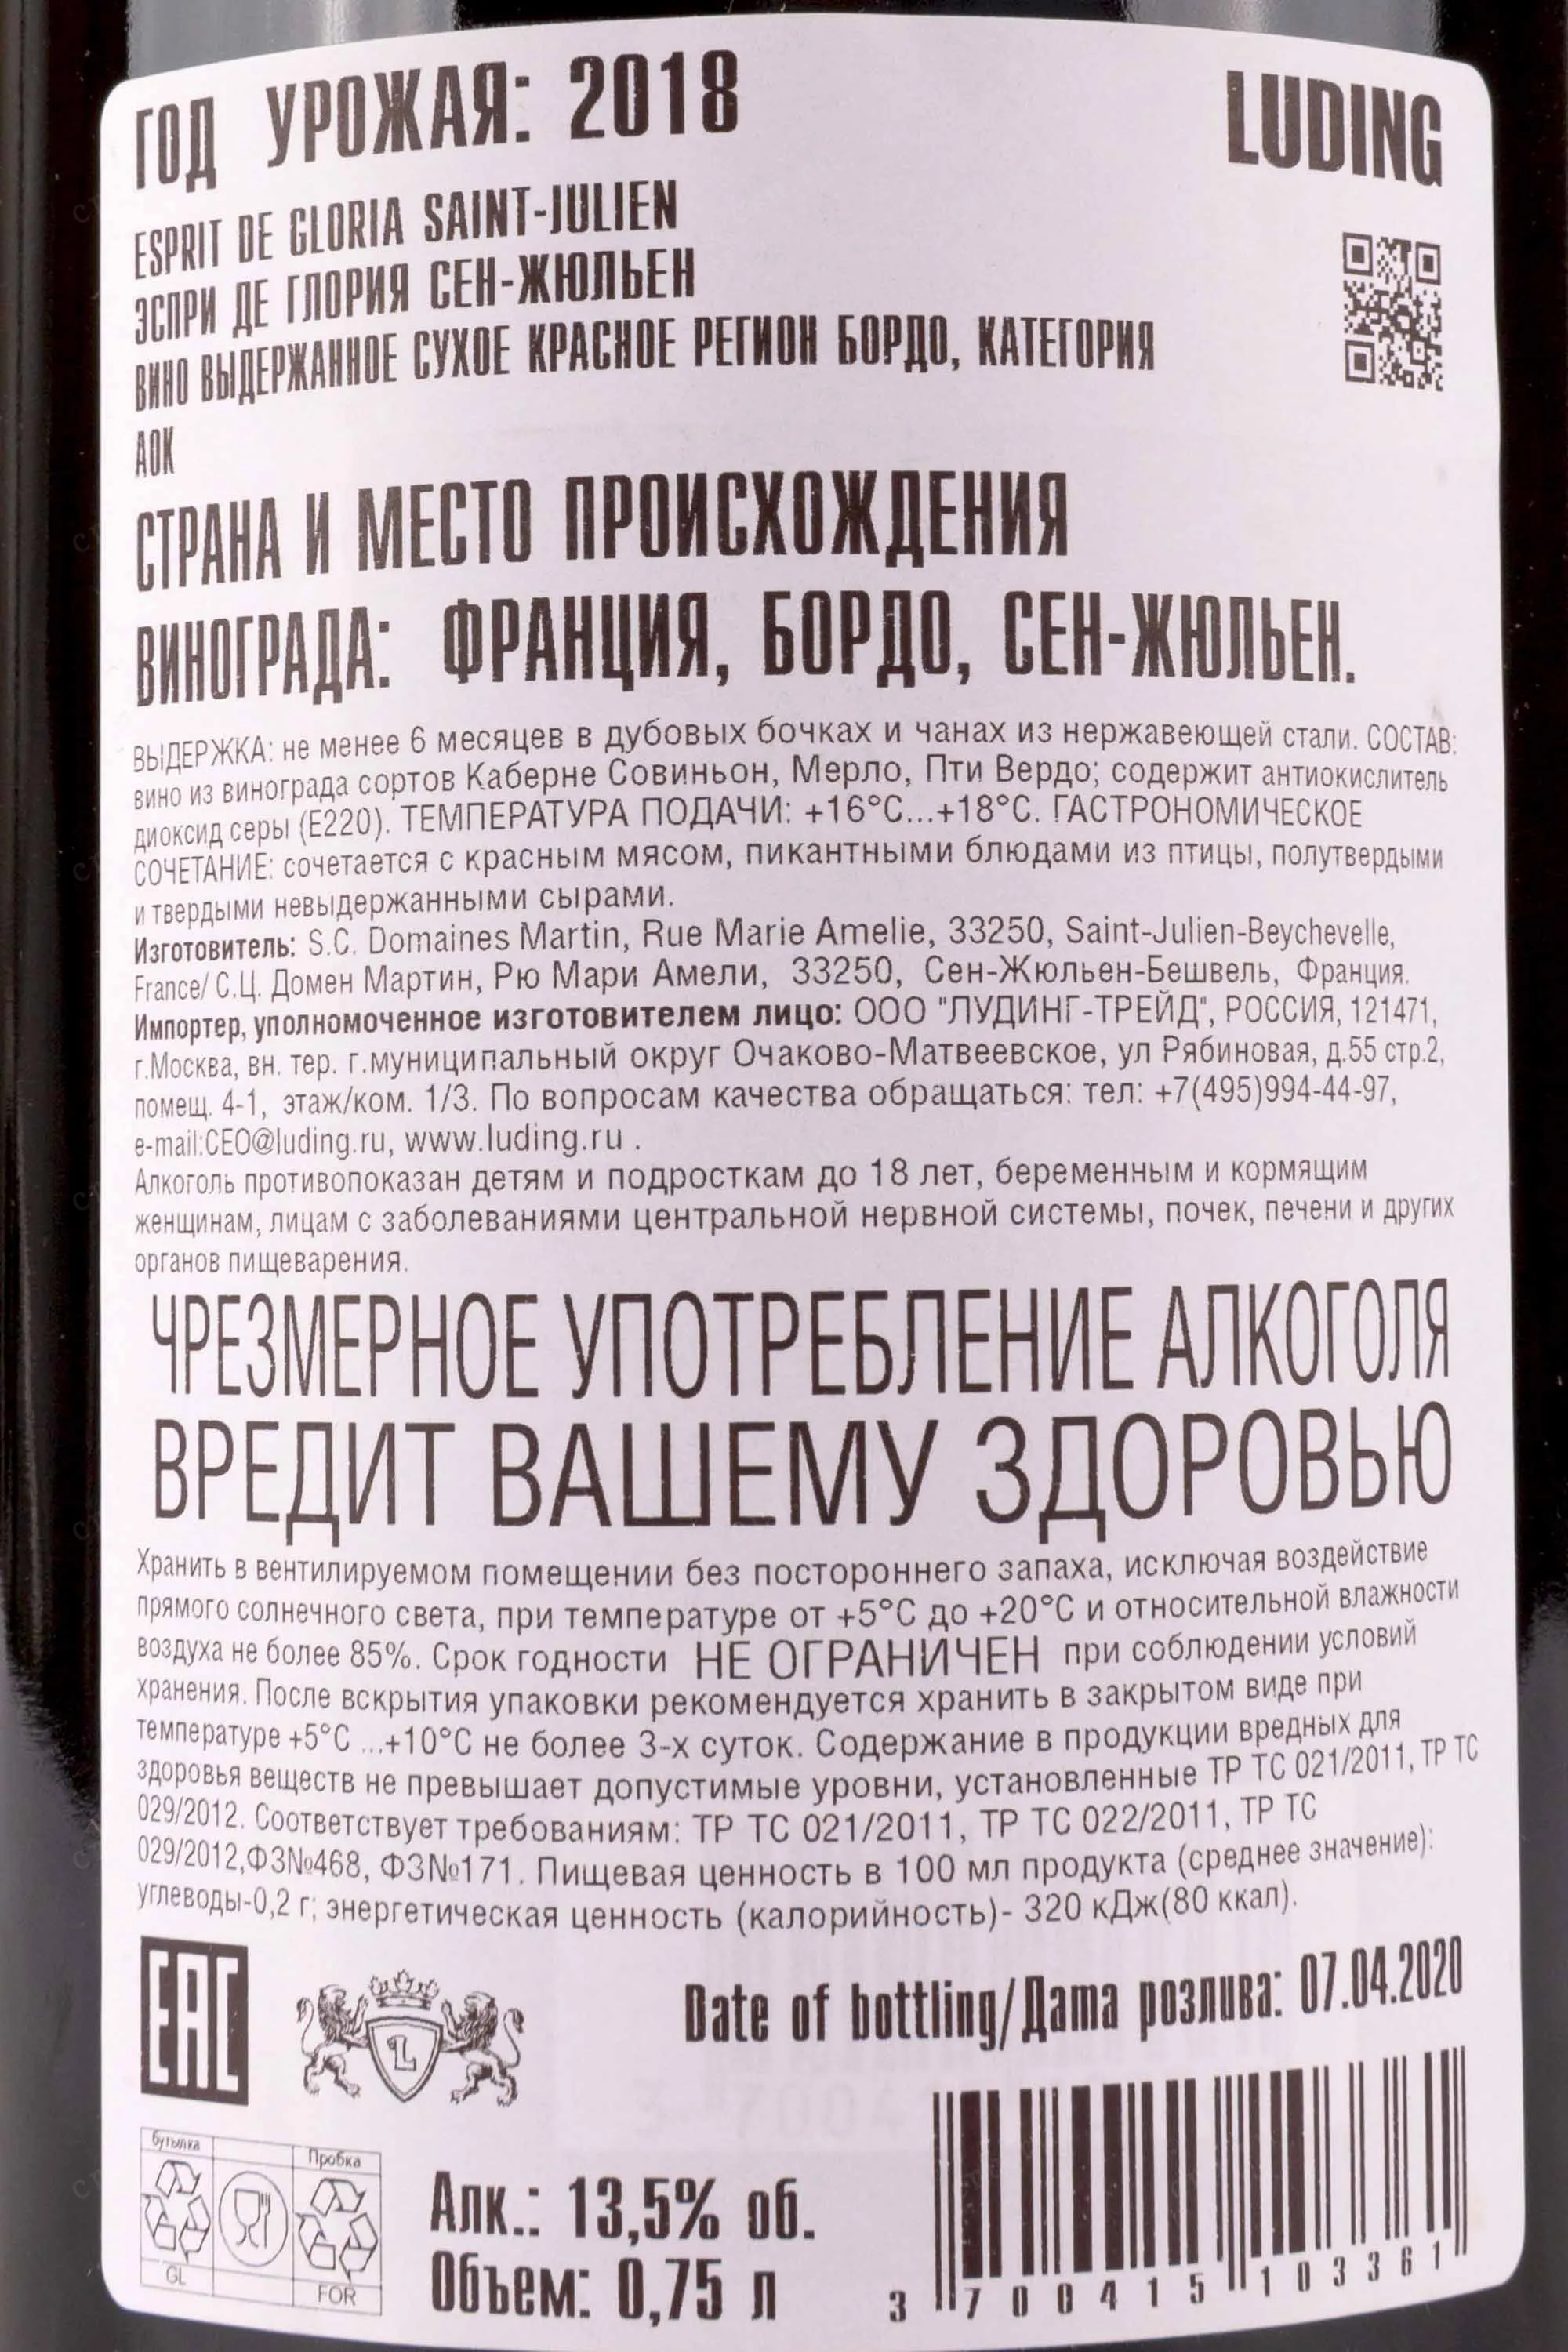 ГОД УРОЖАЯ: 2018
LUDING
ESPRIT DE GLORIA SAINT-JULIEN
ЭСПРИ ДЕ ГЛОРИЯ СЕН-ЖЮЛЬЕН
ВИНО ВЫДЕРЖАННОЕ СУХОЕ КРАСНОЕ РЕГИОН БОРДО, КАТЕГОРИЯ
АОК
СТРАНА И МЕСТО ПРОИСХОЖДЕНИЯ
ВИНОГРАДА: ФРАНЦИЯ, БОРДО, СЕН-ЖЮЛЬЕН.
ВЫДЕРЖКА: не менее 6 месяцев в дубовых бочках и чанах из нержавеющей стали. СОСТАВ:
вино из винограда сортов Каберне Совиньон, Мерло, Пти Вердо; содержит антиокислитель
диоксид серы (Е220). ТЕМПЕРАТУРА ПОДАЧИ: +16°С...+18°С. ГАСТРОНОМИЧЕСКОЕ
СОЧЕТАНИЕ: сочетается с красным мясом, пикантными блюдами из птицы, полутвердыми
и твердыми невыдержанными сырами.
Изготовитель: S.C. Domaines Martin, Rue Marie Amelie, 33250, Saint-Julien-Beychevelle,
France/ С.Ц. Домен Мартин, Рю Мари Амели, 33250, Сен-Жюльен-Бешвель, Франция.
Импортер, уполномоченное изготовителем лицо: ООО "ЛУДИНГ-ТРЕЙД", РОССИЯ, 121471,
г.Москва, вн. тер. г.муниципальный округ Очаково-Матвеевское, ул Рябиновая, д.55 стр.2,
помещ. 4-1, этаж/ком. 1/3. По вопросам качества обращаться: тел: +7(495)994-44-97,
e-mail:CEO@luding.ru, www.luding.ru .
Алкоголь противопоказан детям и подросткам до 18 лет, беременным и кормящим
женщинам, лицам с заболеваниями центральной нервной системы, почек, печени и других
органов пищеварения.
ЧРЕЗМЕРНОЕ УПОТРЕБЛЕНИЕ АЛКОГОЛЯ
ВРЕДИТ ВАШЕМУ ЗДОРОВЬЮ
Хранить в вентилируемом помещении без постороннего запаха, исключая воздействие
прямого солнечного света, при температуре от +5°С до +20°С и относительной влажности
воздуха не более 85%. Срок годности НЕ ОГРАНИЧЕН при соблюдении условий
хранения. После вскрытия упаковки рекомендуется хранить в закрытом виде при
температуре +5°С ...+10°С не более 3-х суток. Содержание в продукции вредных для
здоровья веществ не превышает допустимые уровни, установленные ТР ТС 021/2011, ТР ТС
029/2012. Соответствует требованиям: ТР ТС 021/2011, ТР ТС 022/2011, ТР ТС
029/2012,ФЗ№468, ФЗ№171. Пищевая ценность в 100 мл продукта (среднее значение):
углеводы-0,2 г; энергетическая ценность (калорийность)- 320 кДж(80 ккал).
EAC
L
Date of bottling/Дата розлива: 07.04.2020
бутылка
Пробка
GL
FOR
Алк.: 13,5% об.
Объем: 0,75 л
3 700415 103361